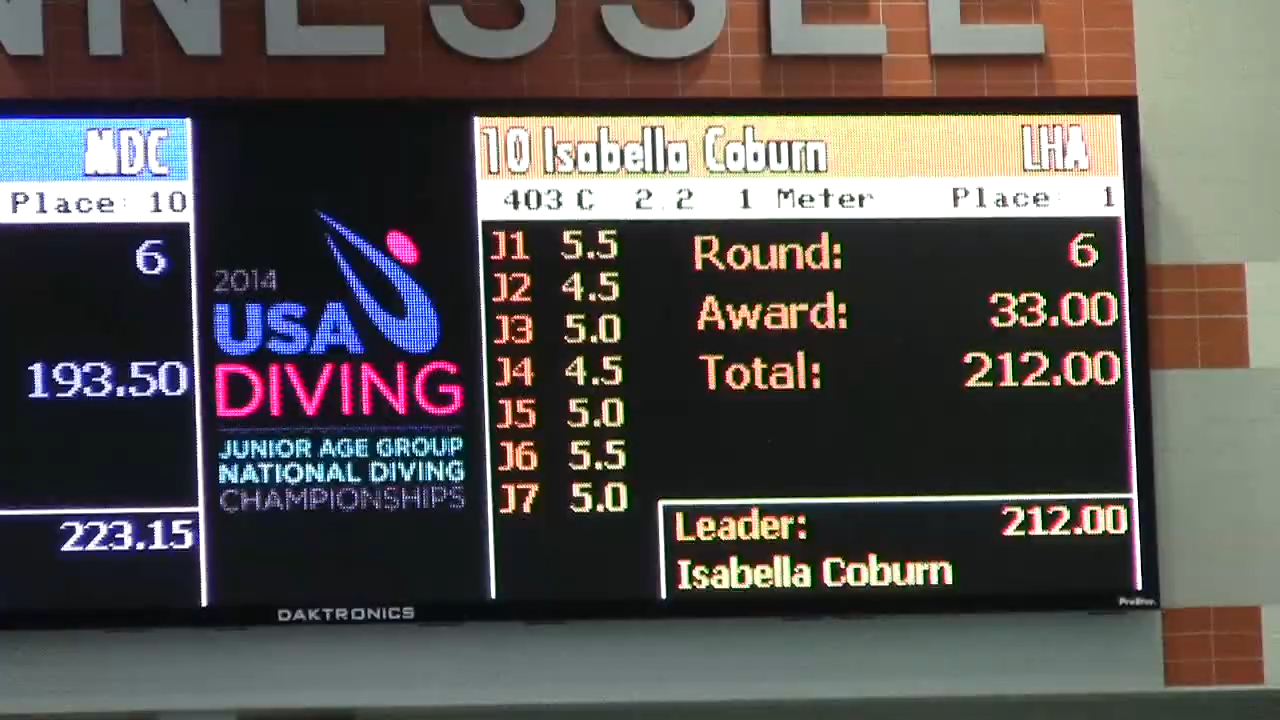 NNESSEE
MDC
Place: 10
6
193.50
223.15
2014
USA
DIVING
JUNIOR AGE GROUP
NATIONAL DIVING
CHAMPIONSHIPS
10 Isabella Coburn LHA
403 C 2.2 1 Meter Place: 1
J1 5.5
J2 4.5
J3 5.0
J4 4.5
J5 5.0
J6 5.5
J7 5.0
Round: 6
Award: 33.00
Total: 212.00
Leader: 212.00
Isabella Coburn
DAKTRONICS